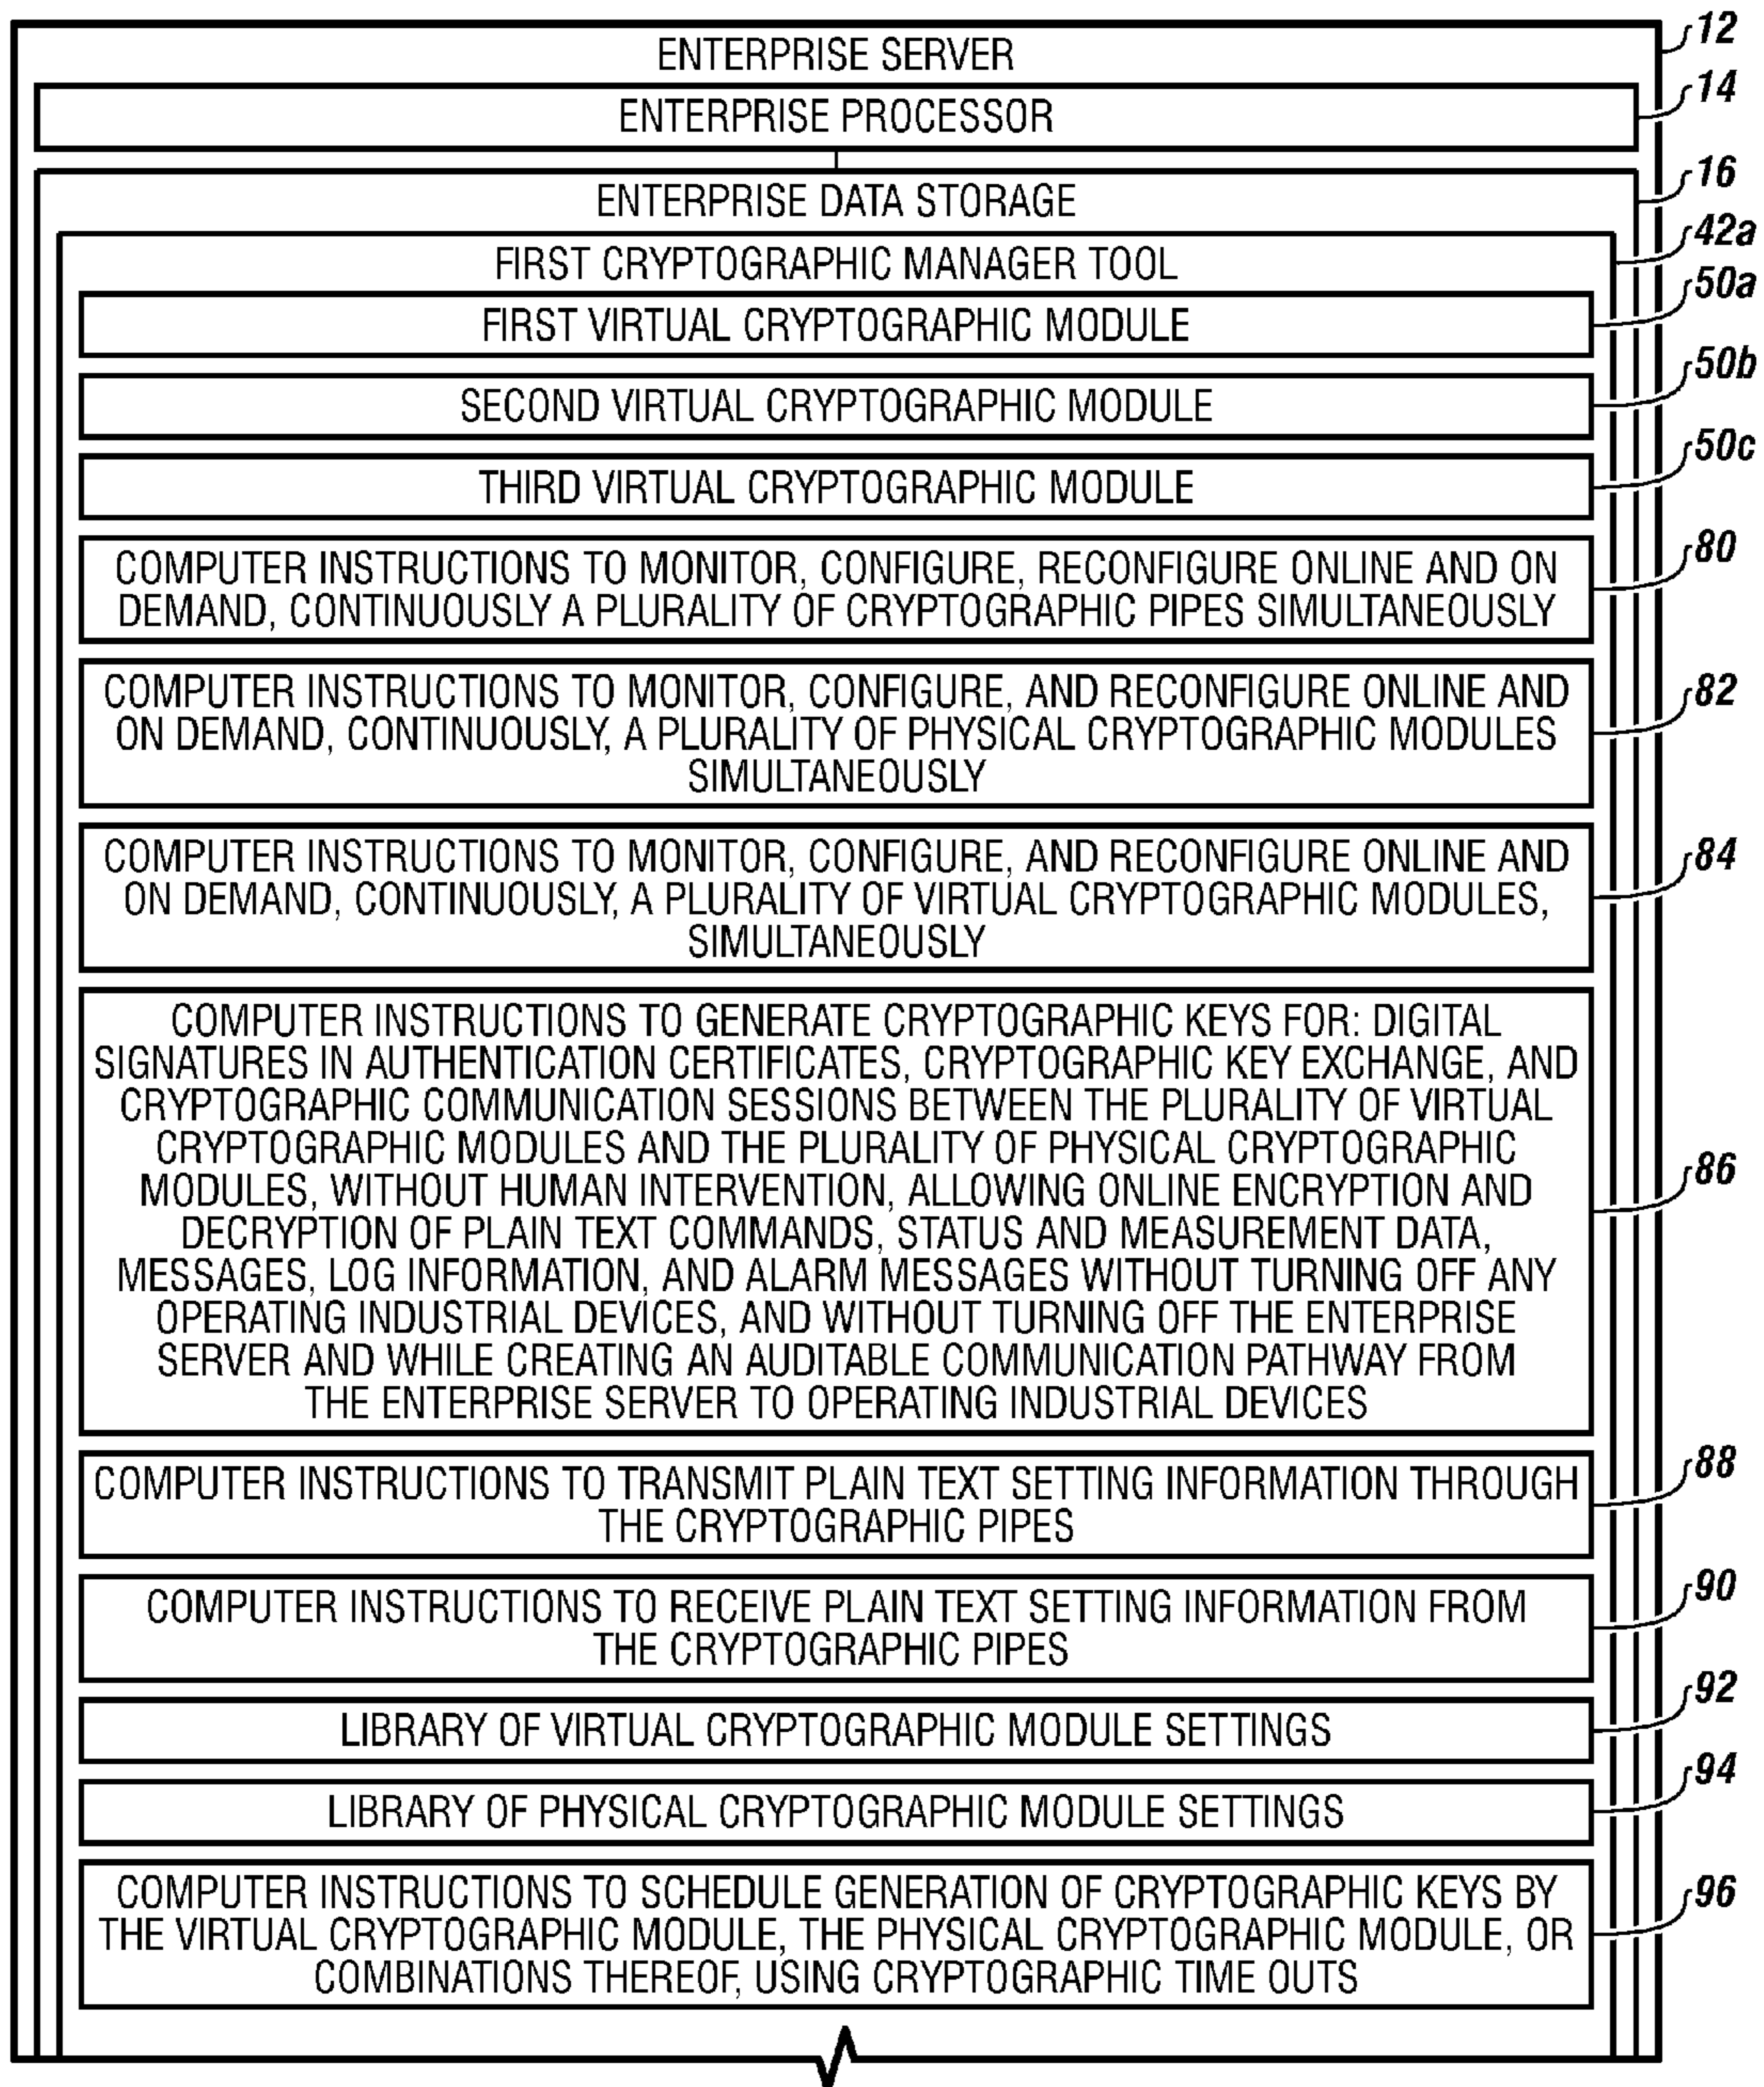 12
ENTERPRISE SERVER
14
ENTERPRISE PROCESSOR
16
ENTERPRISE DATA STORAGE
42a
FIRST CRYPTOGRAPHIC MANAGER TOOL
50a
FIRST VIRTUAL CRYPTOGRAPHIC MODULE
50b
SECOND VIRTUAL CRYPTOGRAPHIC MODULE
50c
THIRD VIRTUAL CRYPTOGRAPHIC MODULE
80
COMPUTER INSTRUCTIONS TO MONITOR, CONFIGURE, RECONFIGURE ONLINE AND ON
DEMAND, CONTINUOUSLY A PLURALITY OF CRYPTOGRAPHIC PIPES SIMULTANEOUSLY
82
COMPUTER INSTRUCTIONS TO MONITOR, CONFIGURE, AND RECONFIGURE ONLINE AND
ON DEMAND, CONTINUOUSLY, A PLURALITY OF PHYSICAL CRYPTOGRAPHIC MODULES
SIMULTANEOUSLY
84
COMPUTER INSTRUCTIONS TO MONITOR, CONFIGURE, AND RECONFIGURE ONLINE AND
ON DEMAND, CONTINUOUSLY, A PLURALITY OF VIRTUAL CRYPTOGRAPHIC MODULES,
SIMULTANEOUSLY
86
COMPUTER INSTRUCTIONS TO GENERATE CRYPTOGRAPHIC KEYS FOR: DIGITAL
SIGNATURES IN AUTHENTICATION CERTIFICATES, CRYPTOGRAPHIC KEY EXCHANGE, AND
CRYPTOGRAPHIC COMMUNICATION SESSIONS BETWEEN THE PLURALITY OF VIRTUAL
CRYPTOGRAPHIC MODULES AND THE PLURALITY OF PHYSICAL CRYPTOGRAPHIC
MODULES, WITHOUT HUMAN INTERVENTION, ALLOWING ONLINE ENCRYPTION AND
DECRYPTION OF PLAIN TEXT COMMANDS, STATUS AND MEASUREMENT DATA,
MESSAGES, LOG INFORMATION, AND ALARM MESSAGES WITHOUT TURNING OFF ANY
OPERATING INDUSTRIAL DEVICES, AND WITHOUT TURNING OFF THE ENTERPRISE
SERVER AND WHILE CREATING AN AUDITABLE COMMUNICATION PATHWAY FROM
THE ENTERPRISE SERVER TO OPERATING INDUSTRIAL DEVICES
88
COMPUTER INSTRUCTIONS TO TRANSMIT PLAIN TEXT SETTING INFORMATION THROUGH
THE CRYPTOGRAPHIC PIPES
90
COMPUTER INSTRUCTIONS TO RECEIVE PLAIN TEXT SETTING INFORMATION FROM
THE CRYPTOGRAPHIC PIPES
92
LIBRARY OF VIRTUAL CRYPTOGRAPHIC MODULE SETTINGS
94
LIBRARY OF PHYSICAL CRYPTOGRAPHIC MODULE SETTINGS
96
COMPUTER INSTRUCTIONS TO SCHEDULE GENERATION OF CRYPTOGRAPHIC KEYS BY
THE VIRTUAL CRYPTOGRAPHIC MODULE, THE PHYSICAL CRYPTOGRAPHIC MODULE, OR
COMBINATIONS THEREOF, USING CRYPTOGRAPHIC TIME OUTS